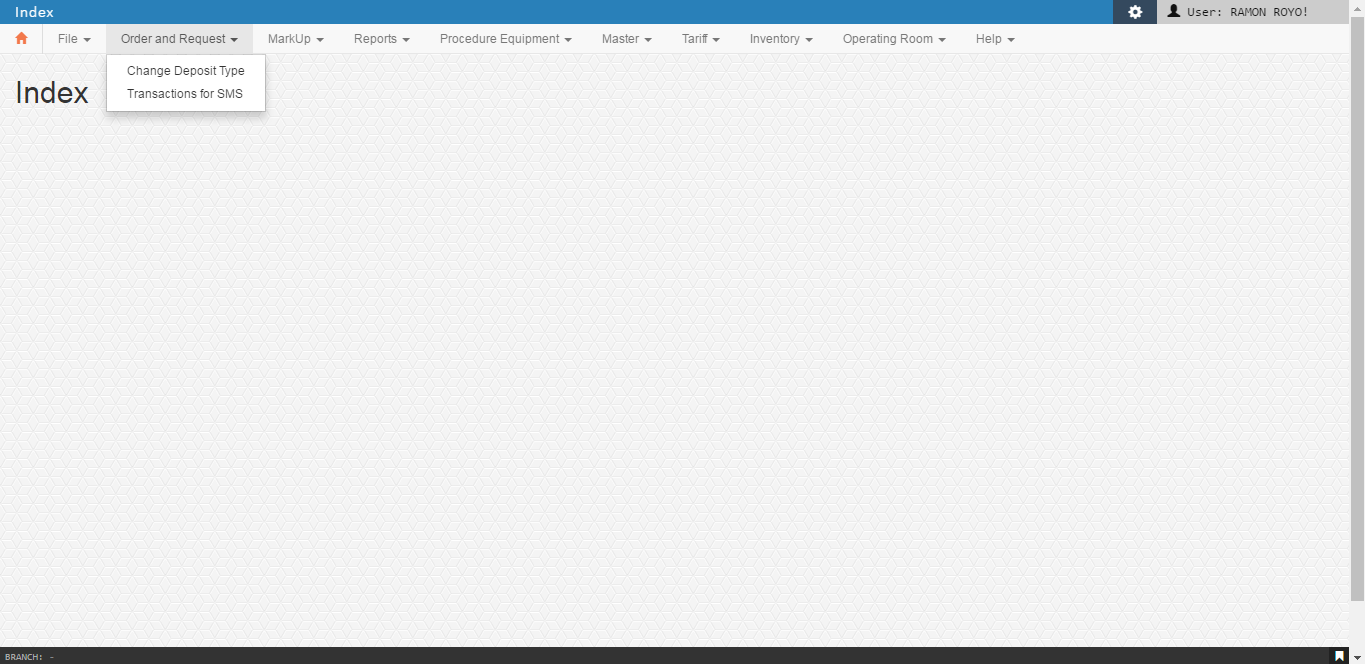 Index
User: RAMON ROYO!
File Order and Request MarkUp Reports Procedure Equipment Master Tariff Inventory Operating Room Help
Change Deposit Type
Transactions for SMS
Index
BRANCH: -